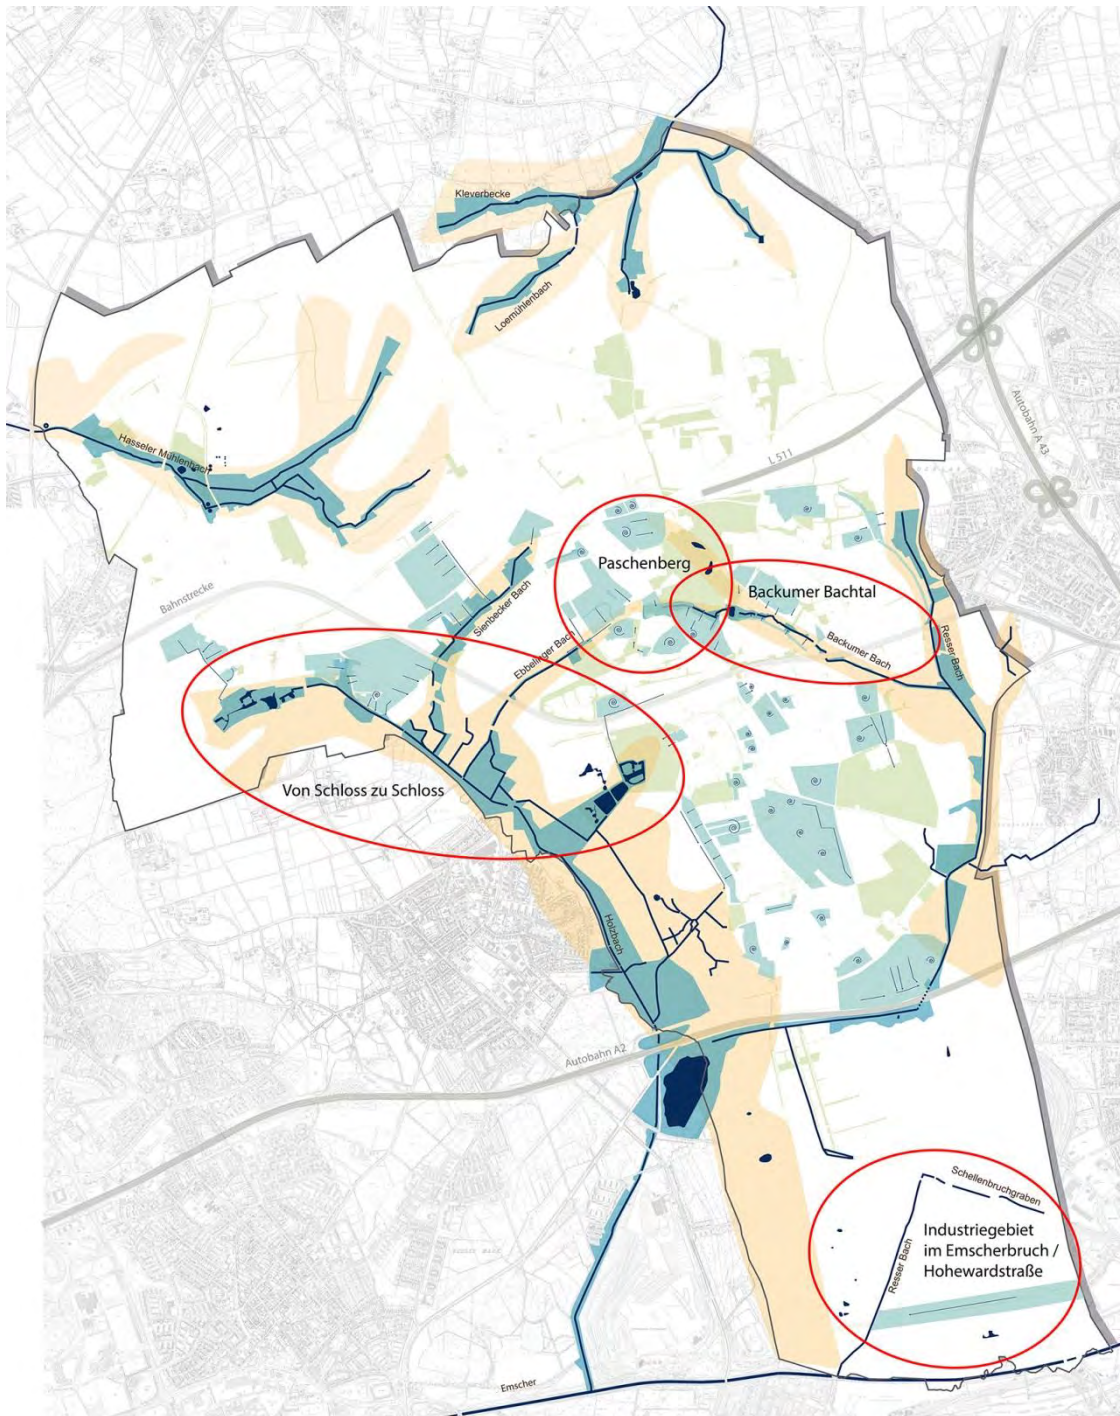 Kleverbecke
Loemühlenbach
Autobahn A 43
Hasseler Mühlenbach
L 511
Paschenberg
Backumer Bachtal
Bahnstrecke
Sienbecker Bach
Ebbelinger Bach
Backumer Bach
Resser Bach
Von Schloss zu Schloss
Holzbach
Autobahn A2
Schellenbruchgraben
Resser Bach
Industriegebiet
im Emscherbruch /
Hohewardstraße
Emscher